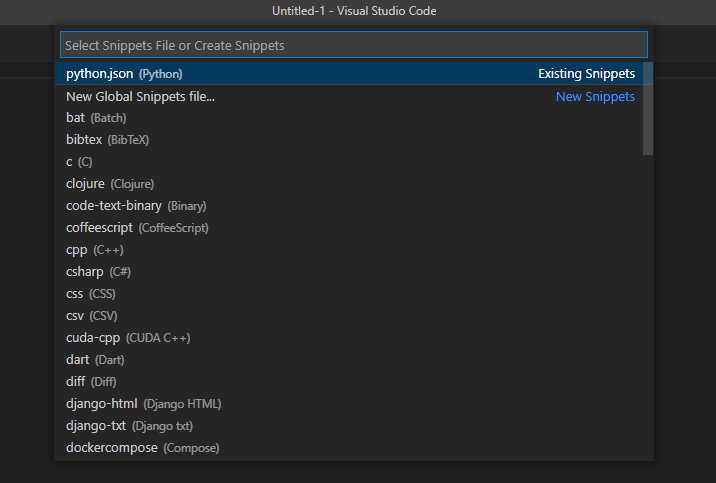 Untitled-1 - Visual Studio Code
Select Snippets File or Create Snippets
python.json (Python) Existing Snippets
New Global Snippets file... New Snippets
bat (Batch)
bibtex (BibTeX)
c (C)
clojure (Clojure)
code-text-binary (Binary)
coffeescript (CoffeeScript)
cpp (C++)
csharp (C#)
css (CSS)
csv (CSV)
cuda-cpp (CUDA C++)
dart (Dart)
diff (Diff)
django-html (Django HTML)
django-txt (Django txt)
dockercompose (Compose)